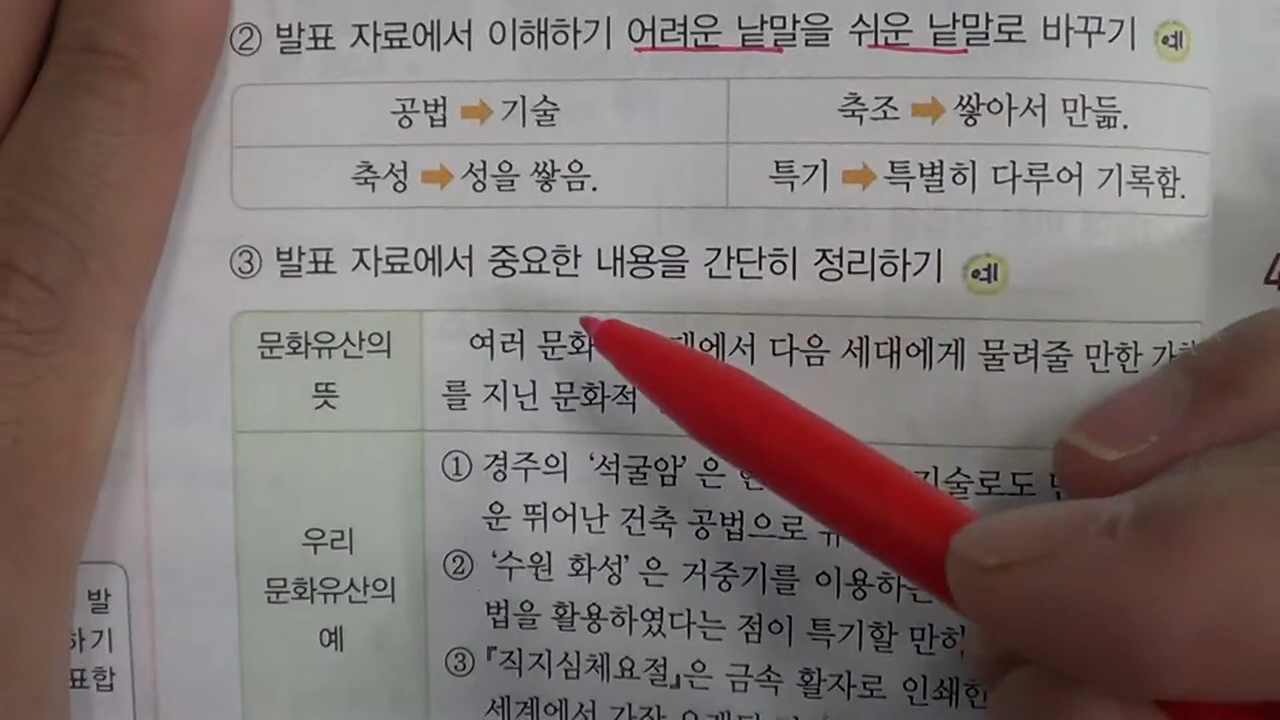 ② 발표 자료에서 이해하기 어려운 낱말을 쉬운 낱말로 바꾸기 예
공법 ➡ 기술
축조 ➡ 쌓아서 만듦.
축성 ➡ 성을 쌓음.
특기 ➡ 특별히 다루어 기록함.
③ 발표 자료에서 중요한 내용을 간단히 정리하기 예
문화유산의
뜻
여러 문화 다음 세대에게 물려줄 만한
를 지닌 문화적
우리
문화유산의
예
① 경주의 ‘석굴암’은 기술로도
운 뛰어난 건축 공법으로
② ‘수원 화성’은 거중기를 이용하는
법을 활용하였다는 점이 특기할 만하
③ 『직지심체요절』은 금속 활자로 인쇄한
세계에서 가장 오래된
발
하기
표합